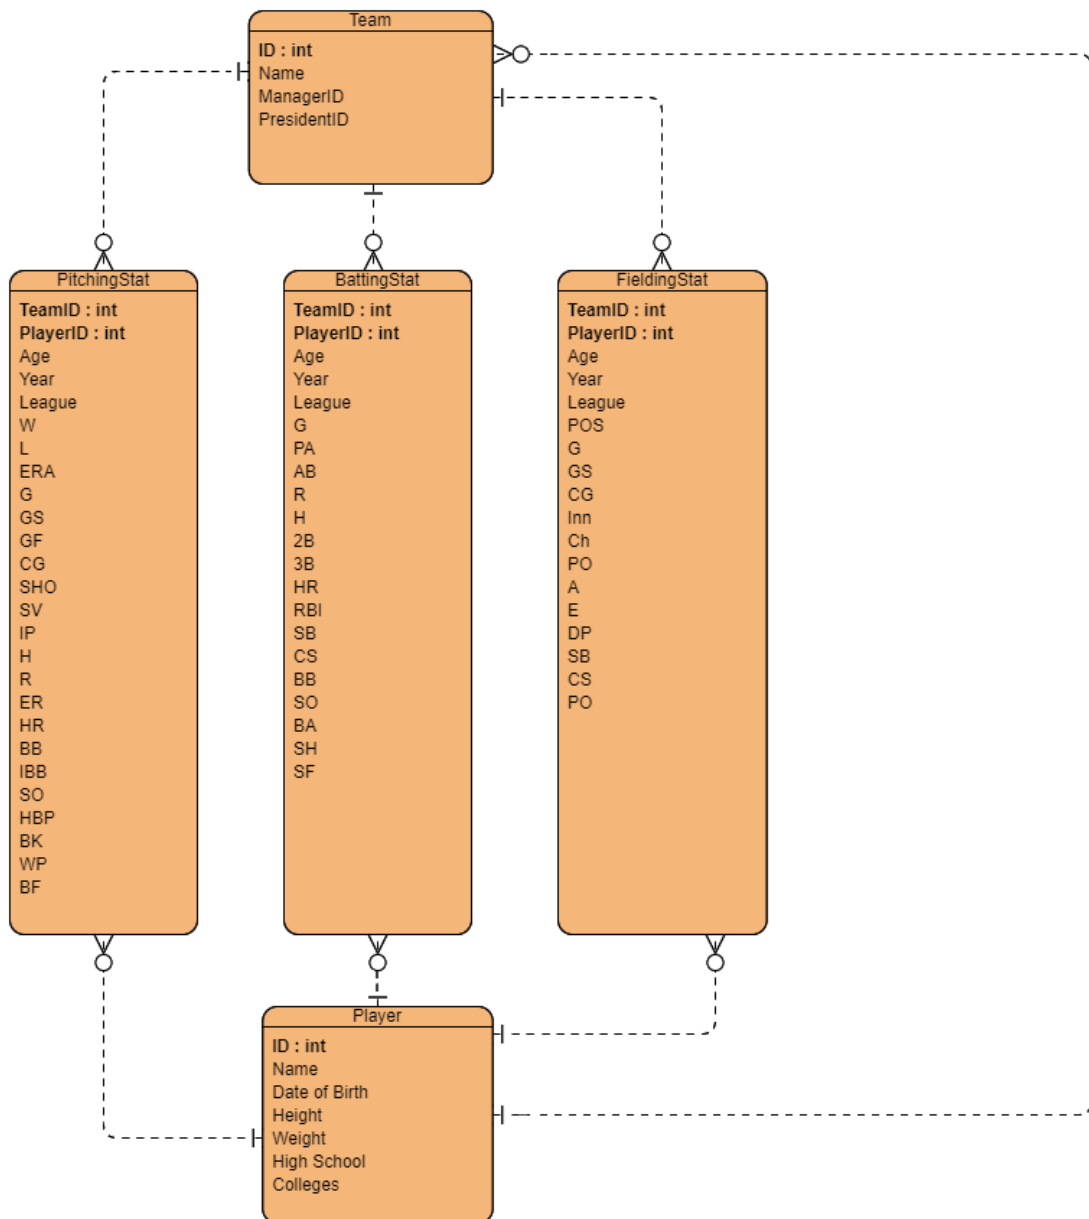 Team
ID : int
Name
ManagerID
PresidentID
PitchingStat
TeamID : int
PlayerID : int
Age
Year
League
W
L
ERA
G
GS
GF
CG
SHO
SV
IP
H
R
ER
HR
BB
IBB
SO
HBP
BK
WP
BF
BattingStat
TeamID : int
PlayerID : int
Age
Year
League
G
PA
AB
R
H
2B
3B
HR
RBI
SB
CS
BB
SO
BA
SH
SF
FieldingStat
TeamID : int
PlayerID : int
Age
Year
League
POS
G
GS
CG
Inn
Ch
PO
A
E
DP
SB
CS
PO
Player
ID : int
Name
Date of Birth
Height
Weight
High School
Colleges